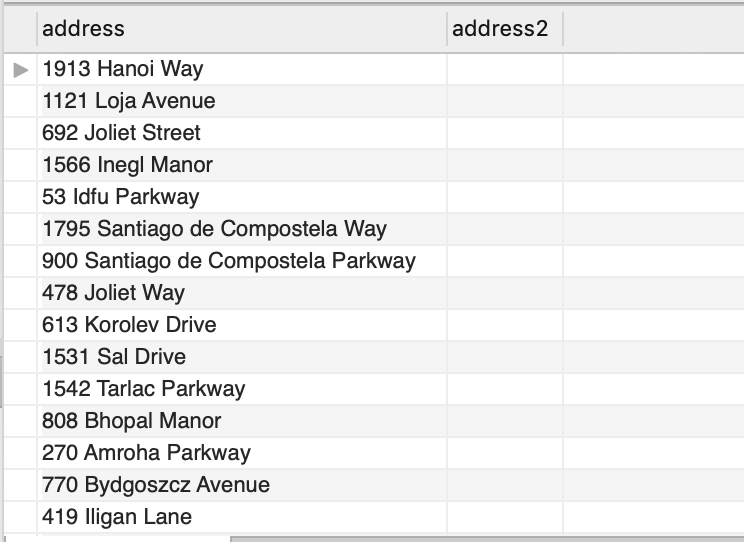 address address2
1913 Hanoi Way
1121 Loja Avenue
692 Joliet Street
1566 Inegl Manor
53 Idfu Parkway
1795 Santiago de Compostela Way
900 Santiago de Compostela Parkway
478 Joliet Way
613 Korolev Drive
1531 Sal Drive
1542 Tarlac Parkway
808 Bhopal Manor
270 Amroha Parkway
770 Bydgoszcz Avenue
419 Iligan Lane